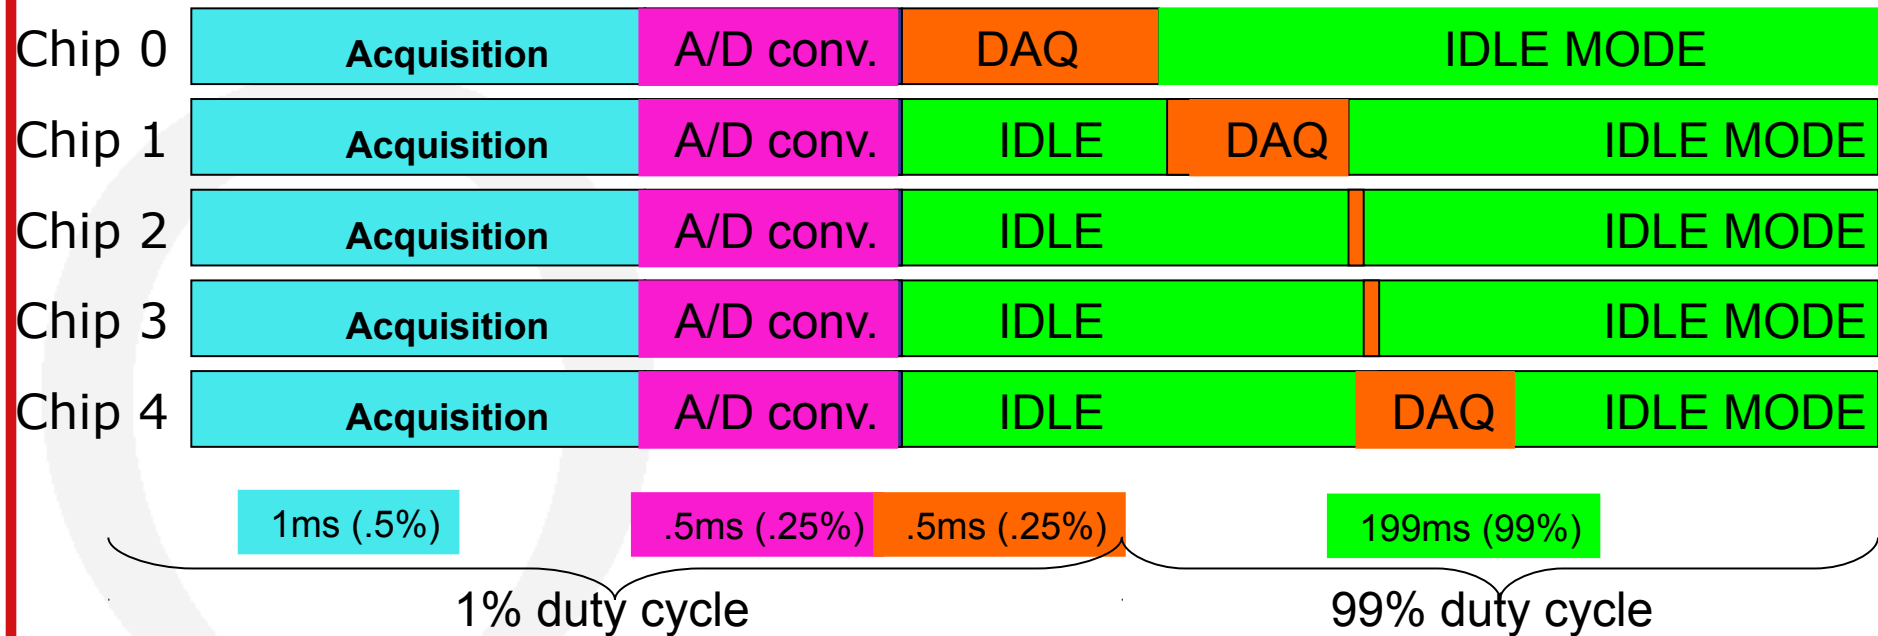 Chip 0 Acquisition A/D conv. DAQ IDLE MODE
Chip 1 Acquisition A/D conv. IDLE DAQ IDLE MODE
Chip 2 Acquisition A/D conv. IDLE IDLE MODE
Chip 3 Acquisition A/D conv. IDLE IDLE MODE
Chip 4 Acquisition A/D conv. IDLE DAQ IDLE MODE
1ms (.5%) .5ms (.25%) .5ms (.25%) 199ms (99%)
1% duty cycle 99% duty cycle